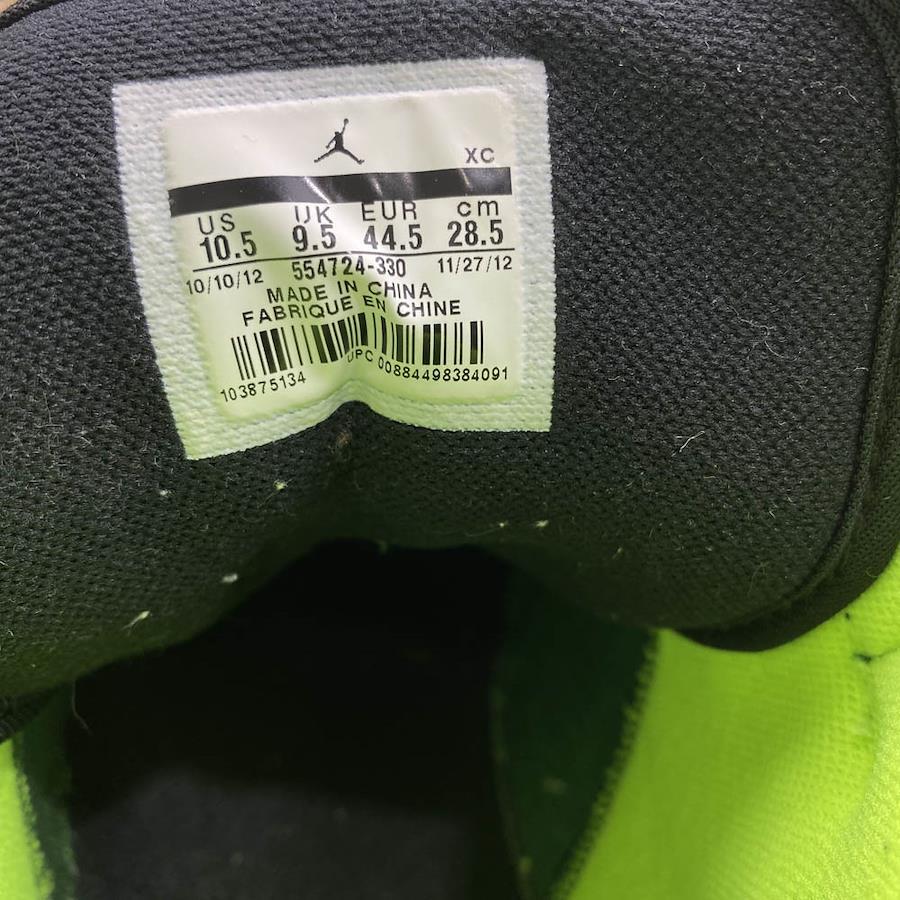 XC
US UK EUR cm
10.5 9.5 44.5 28.5
10/10/12 554724-330 11/27/12
MADE IN CHINA
FABRIQUE EN CHINE
103875134 UPC 00884498384091